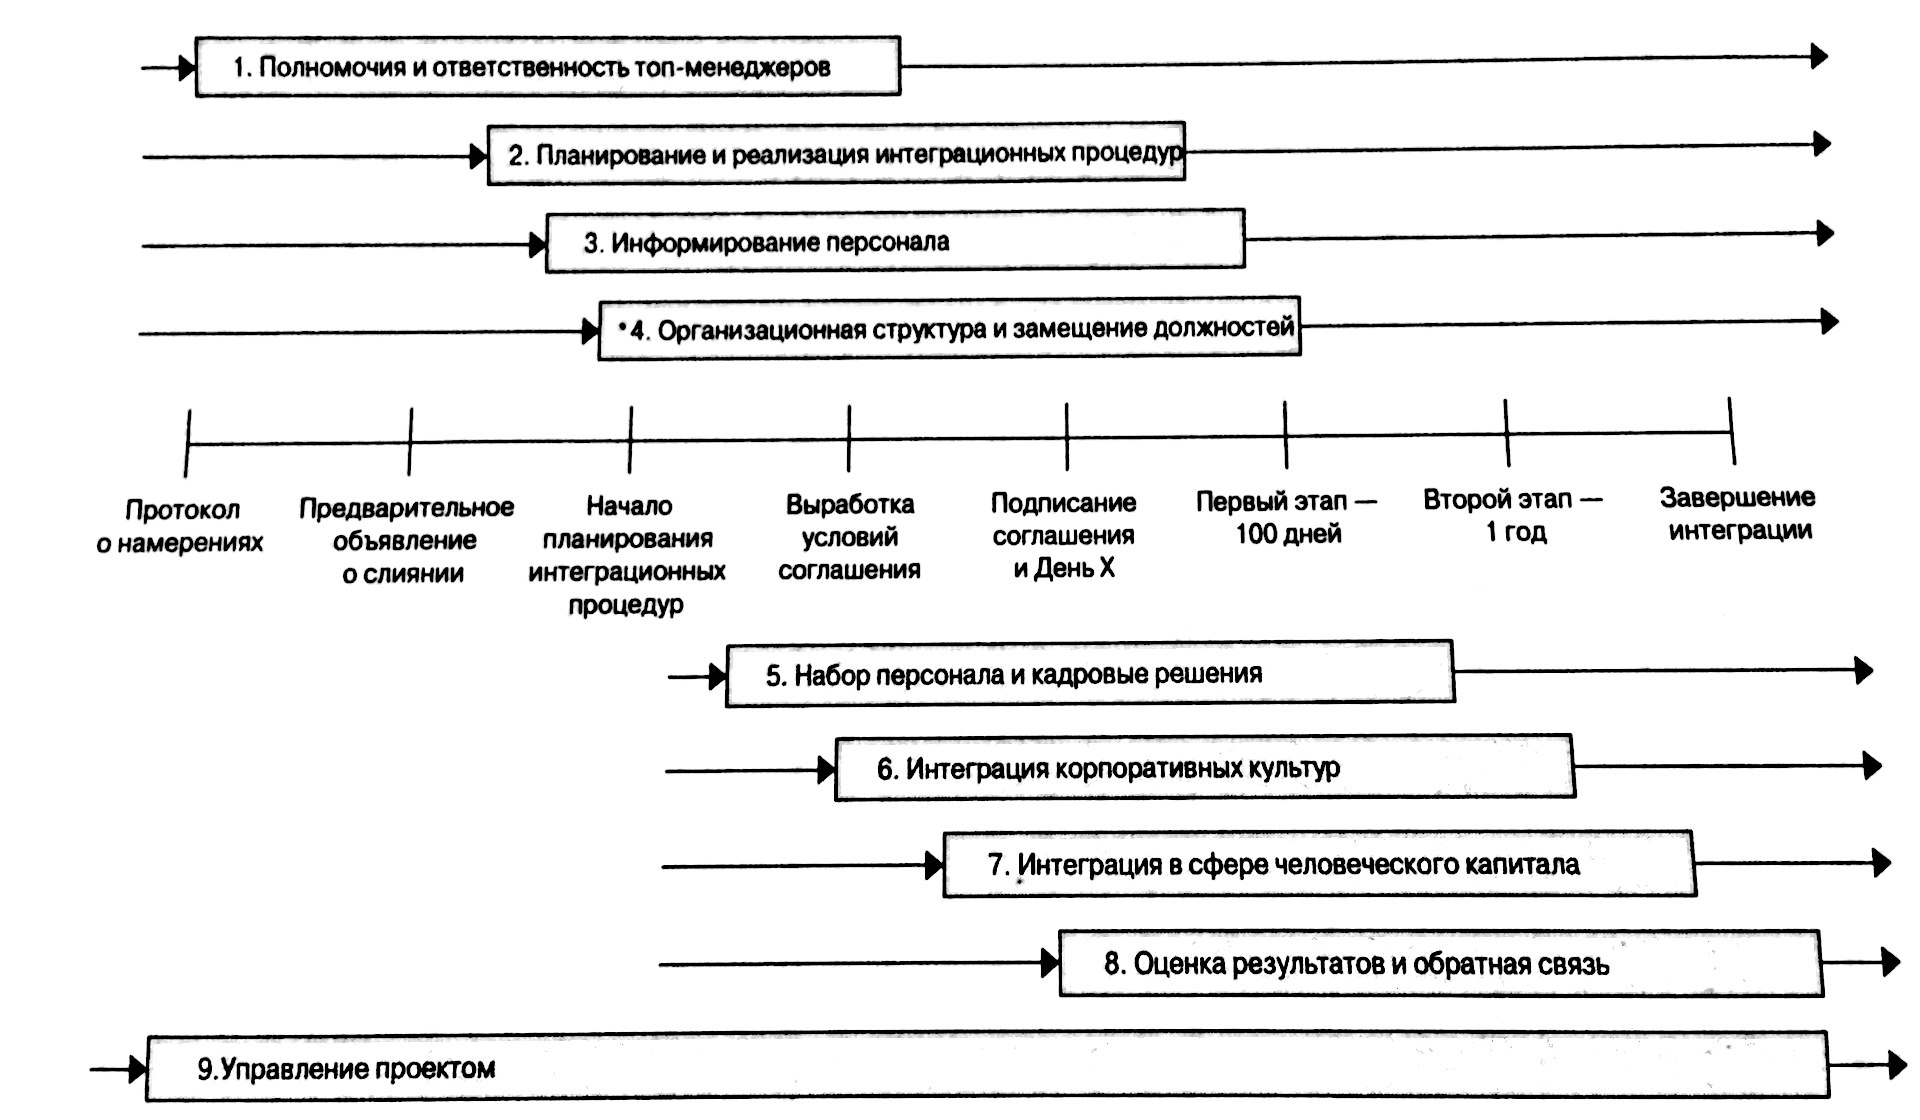 1. Полномочия и ответственность топ-менеджеров
2. Планирование и реализация интеграционных процедур
3. Информирование персонала
4. Организационная структура и замещение должностей
Протокол
о намерениях
Предварительное
объявление
о слиянии
Начало
планирования
интеграционных
процедур
Выработка
условий
соглашения
Подписание
соглашения
и День X
Первый этап —
100 дней
Второй этап —
1 год
Завершение
интеграции
5. Набор персонала и кадровые решения
6. Интеграция корпоративных культур
7. Интеграция в сфере человеческого капитала
8. Оценка результатов и обратная связь
9.Управление проектом